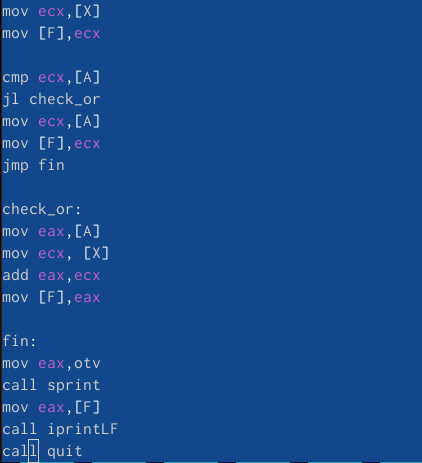 mov ecx,[X]
mov [F],ecx
cmp ecx,[A]
jl check_or
mov ecx,[A]
mov [F],ecx
jmp fin
check_or:
mov eax,[A]
mov ecx, [X]
add eax,ecx
mov [F],eax
fin:
mov eax,otv
call sprint
mov eax,[F]
call iprintLF
call quit